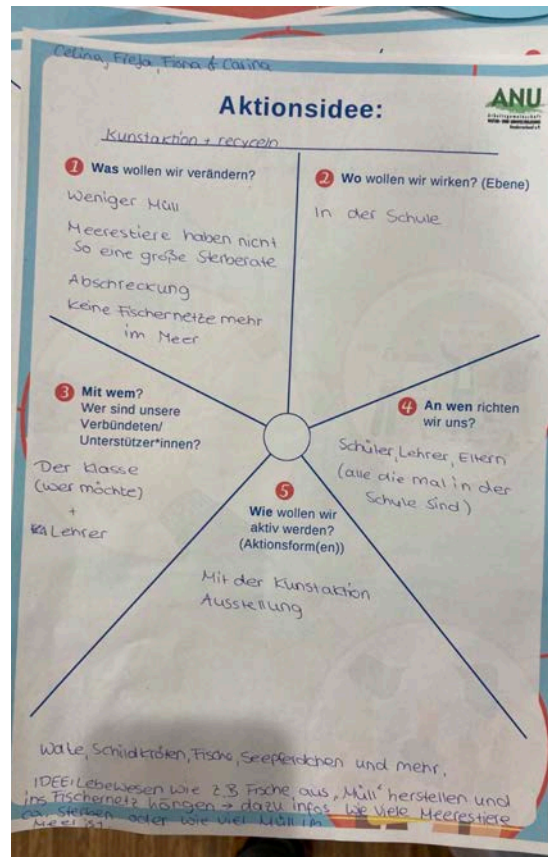 Celina, Freja, Fiona & Carina
ANU
Aktionsidee:
Kunstaktion + recyceln
1 Was wollen wir verändern?
Weniger Müll
Meerestiere haben nicht
So eine große Sterberate
Abschreckung
keine Fischernetze mehr
im Meer
2 Wo wollen wir wirken? (Ebene)
In der Schule
3 Mit wem?
Wer sind unsere
Verbündeten/
Unterstützer*innen?
Der Klasse
(wer möchte)
+
Lehrer
4 An wen richten
wir uns?
Schüler, Lehrer, Eltern
(alle die mal in der
Schule sind)
5
Wie wollen wir
aktiv werden?
(Aktionsform(en))
Mit der Kunstaktion
Ausstellung
Wale, Schildkröten, Fische, Seepferdchen und mehr.
IDEE: Lebewesen wie z B Fische aus „Müll" herstellen und
ins Fischernetz hängen → dazu infos, wie viele Meerestiere
sterben oder wie viel Müll im
Meer ist